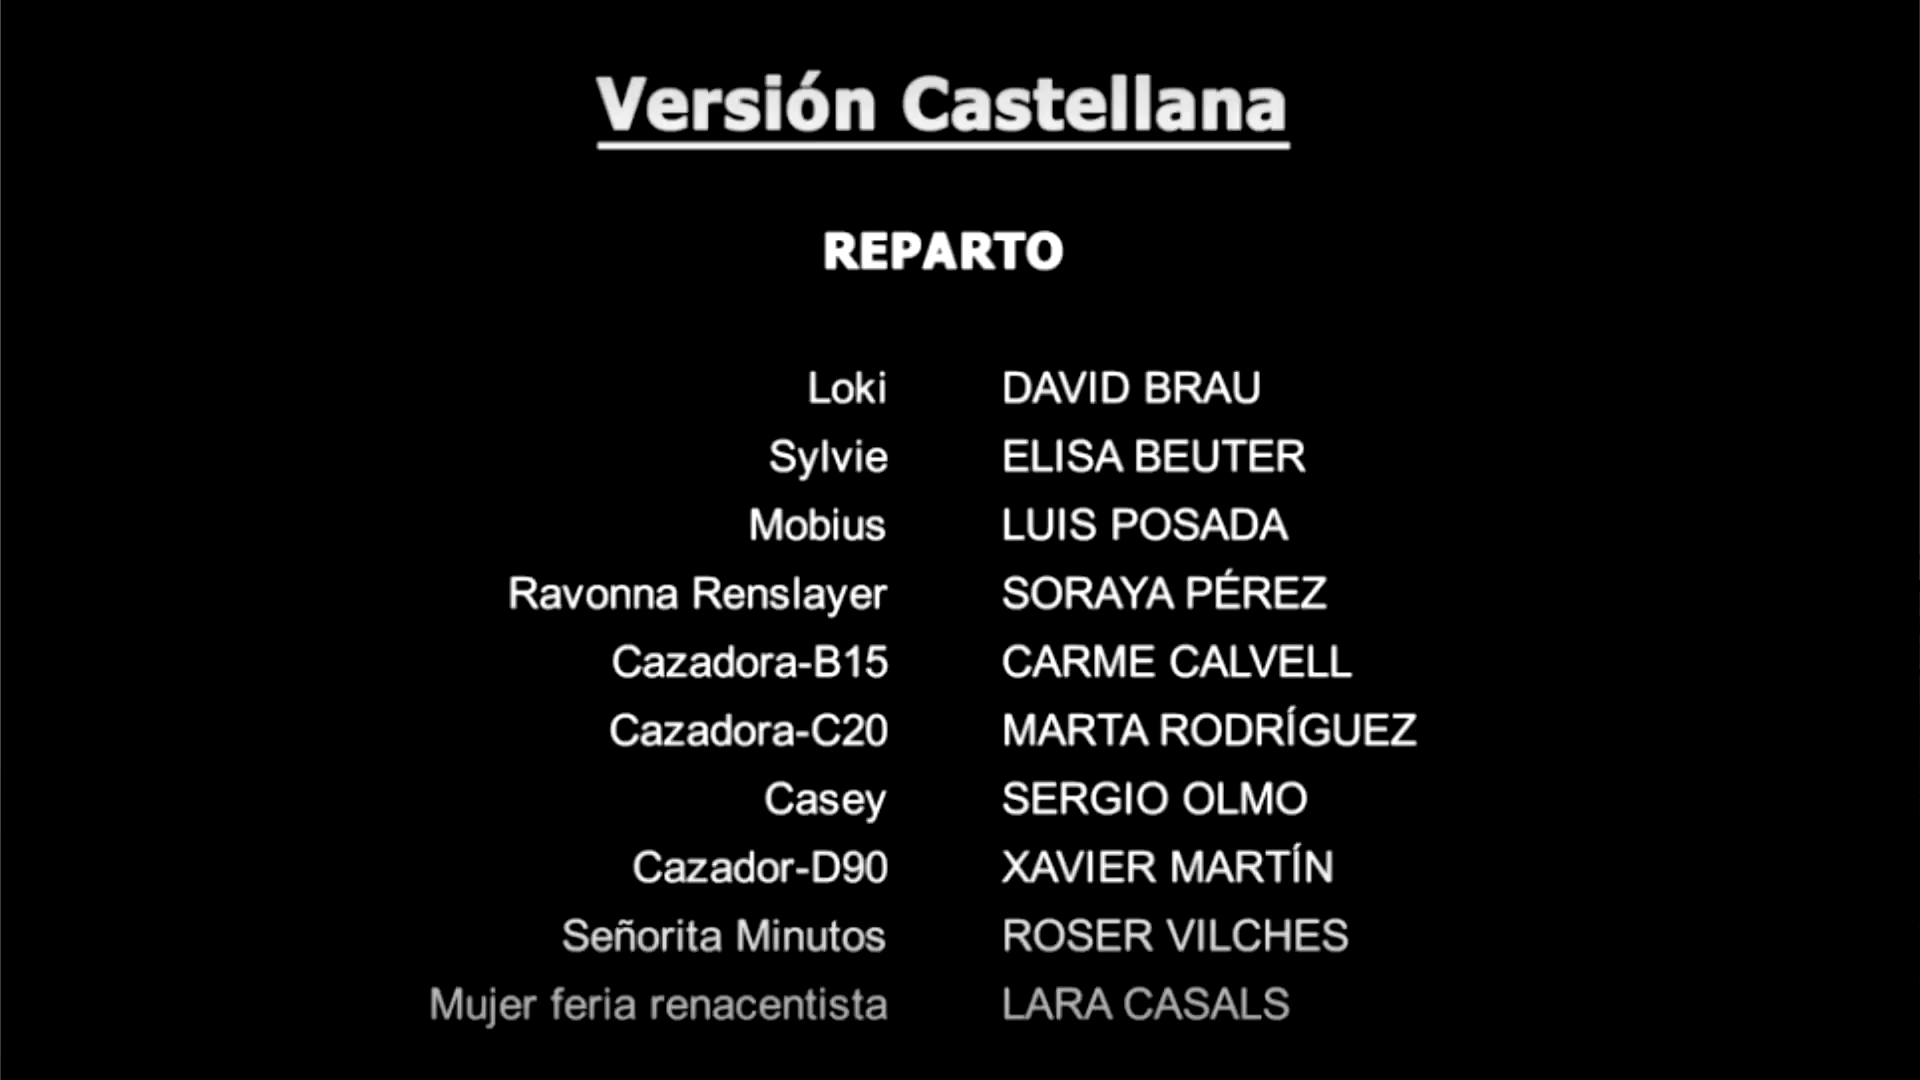 Versión Castellana
REPARTO
Loki DAVID BRAU
Sylvie ELISA BEUTER
Mobius LUIS POSADA
Ravonna Renslayer SORAYA PÉREZ
Cazadora-B15 CARME CALVELL
Cazadora-C20 MARTA RODRÍGUEZ
Casey SERGIO OLMO
Cazador-D90 XAVIER MARTÍN
Señorita Minutos ROSER VILCHES
Mujer feria renacentista LARA CASALS